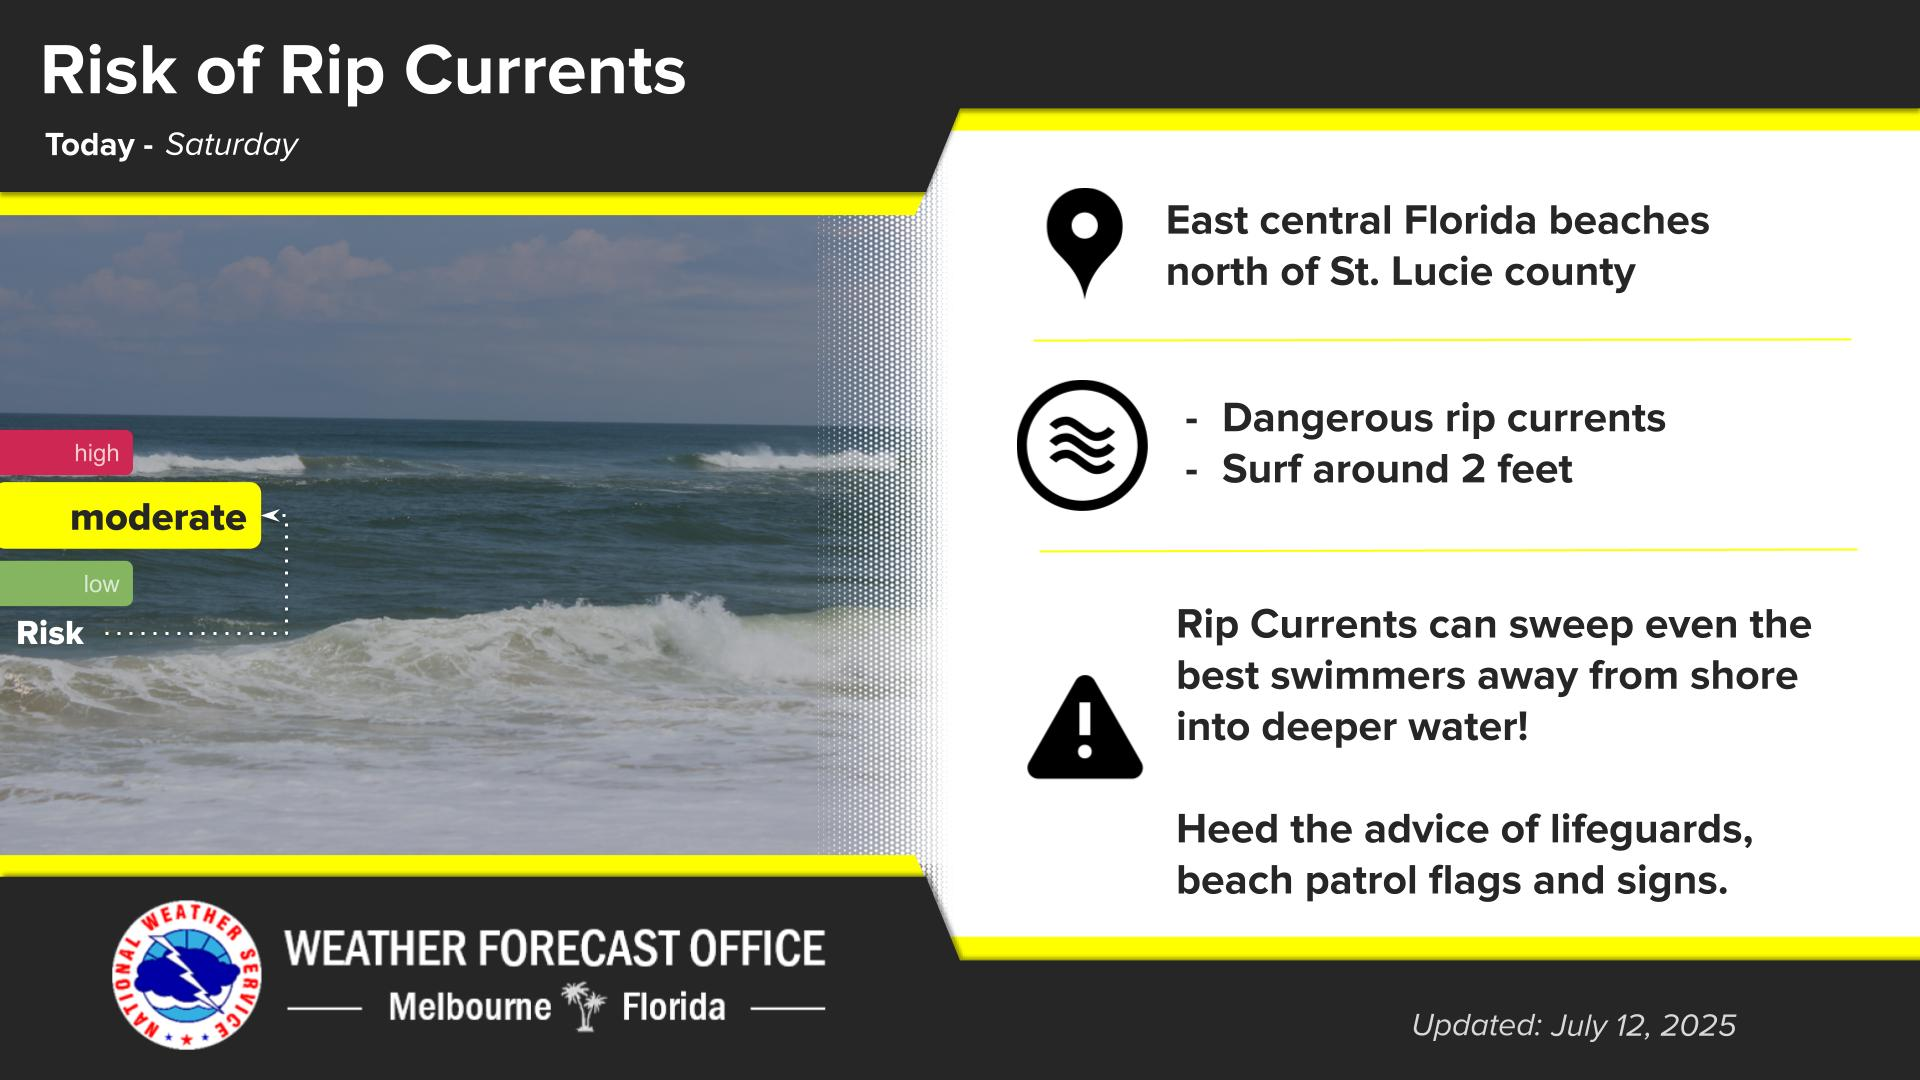 Risk of Rip Currents
Today - Saturday
high
moderate
low
Risk
East central Florida beaches
north of St. Lucie county
- Dangerous rip currents
- Surf around 2 feet
Rip Currents can sweep even the
best swimmers away from shore
into deeper water!
Heed the advice of lifeguards,
beach patrol flags and signs.
NATIONAL WEATHER SERVICE
WEATHER FORECAST OFFICE
Melbourne Florida
Updated: July 12, 2025